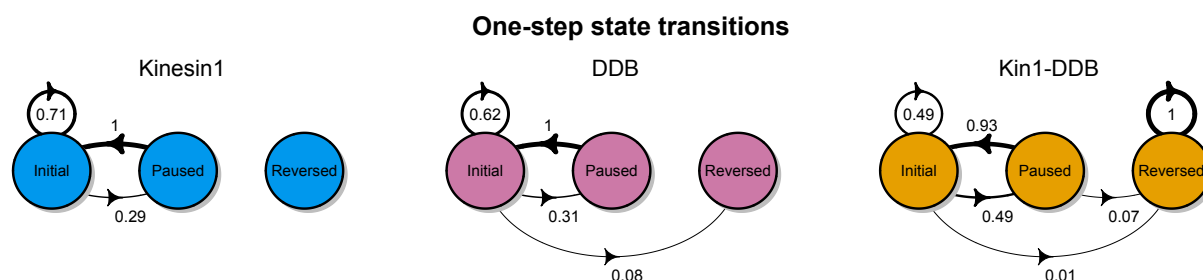 One-step state transitions
Kinesin1
DDB
Kin1-DDB
0.71
1
Initial
Paused
Reversed
0.29
0.62
1
Initial
Paused
Reversed
0.31
0.08
0.49
0.93
1
Initial
Paused
Reversed
0.49
0.07
0.01